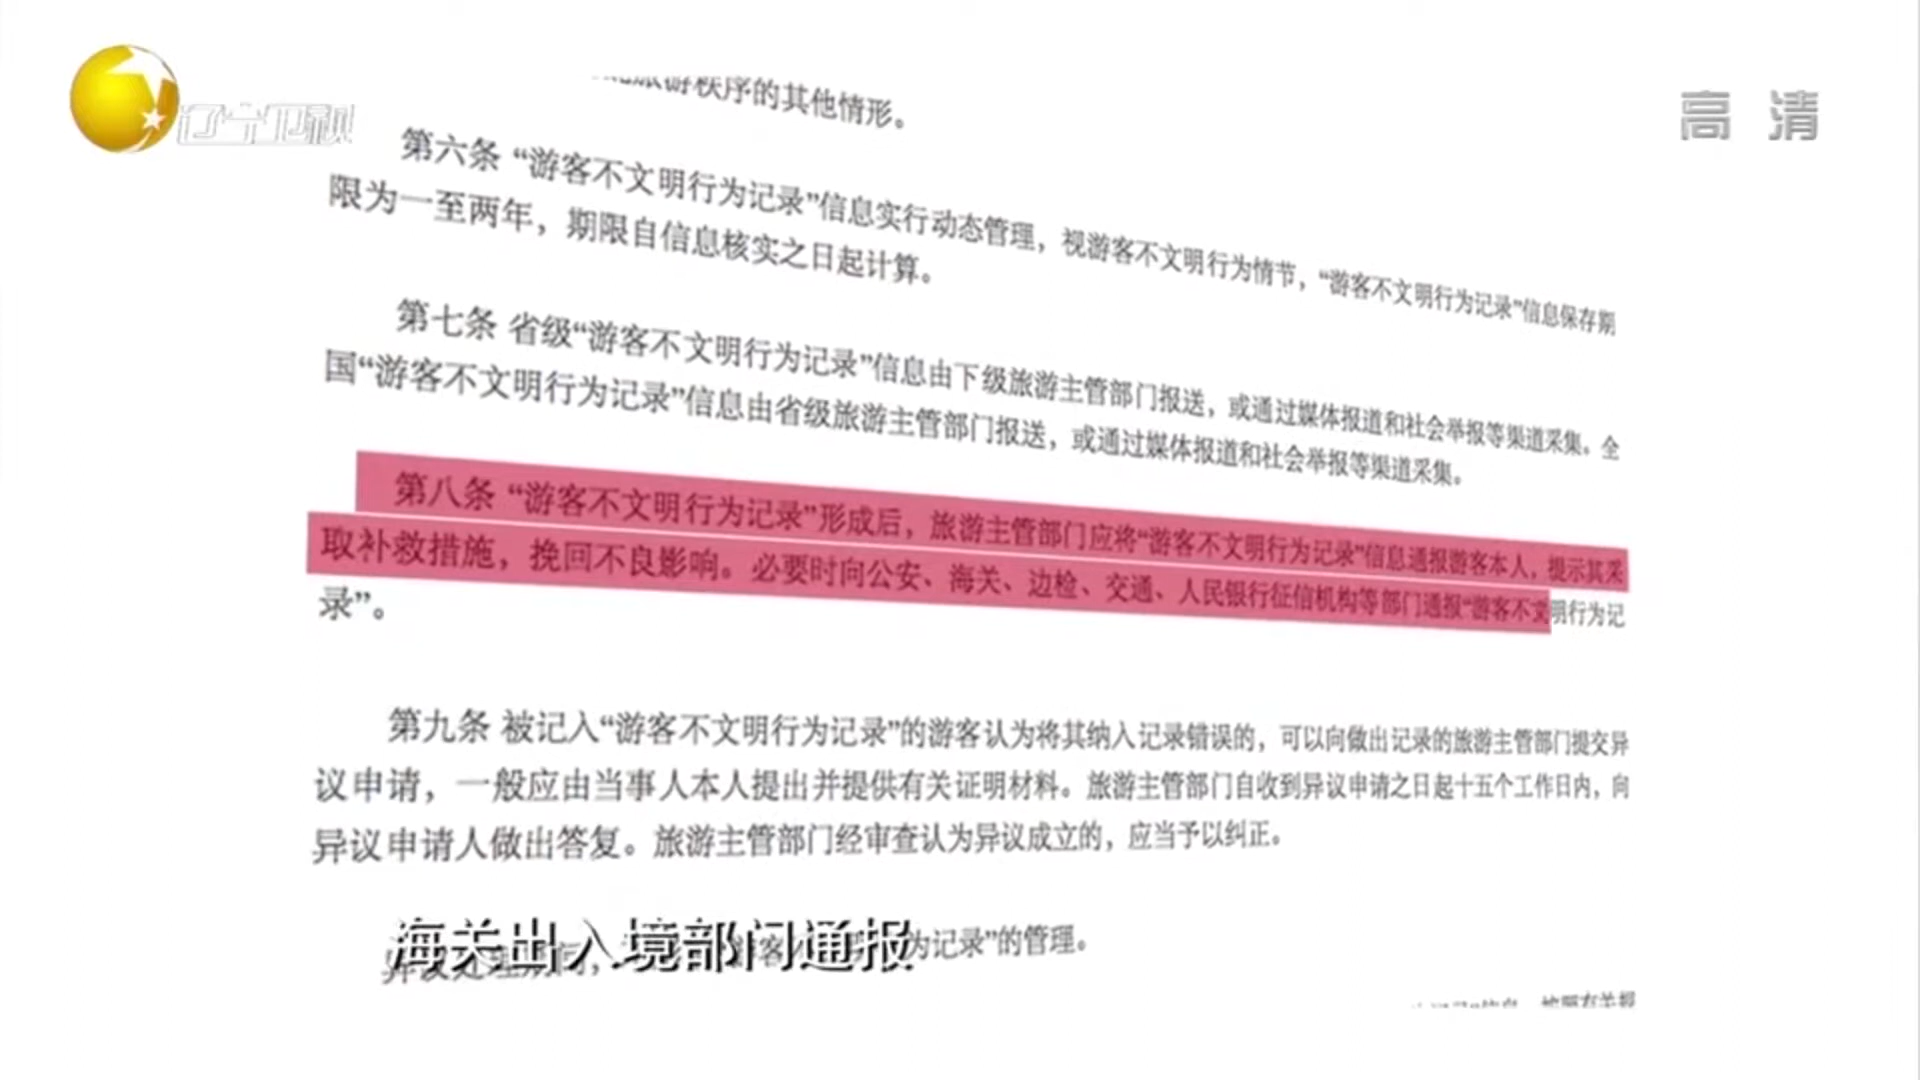 辽宁卫视
高清
旅游秩序的其他情形。
第六条 “游客不文明行为记录”信息实行动态管理，视游客不文明行为情节，“游客不文明行为记录”信息保存期
限为一至两年，期限自信息核实之日起计算。
第七条 省级“游客不文明行为记录”信息由下级旅游主管部门报送，或通过媒体报道和社会举报等渠道采集。全
国“游客不文明行为记录”信息由省级旅游主管部门报送，或通过媒体报道和社会举报等渠道采集。
第八条 “游客不文明行为记录”形成后，旅游主管部门应将“游客不文明行为记录”信息通报游客本人，提示其采
取补救措施，挽回不良影响。必要时向公安、海关、边检、交通、人民银行征信机构等部门通报“游客不文明行为记
录”。
第九条 被记入“游客不文明行为记录”的游客认为将其纳入记录错误的，可以向做出记录的旅游主管部门提交异
议申请，一般应由当事人本人提出并提供有关证明材料。旅游主管部门自收到异议申请之日起十五个工作日内，向
异议申请人做出答复。旅游主管部门经审查认为异议成立的，应当予以纠正。
为记录”的管理。
海关出入境部门通报